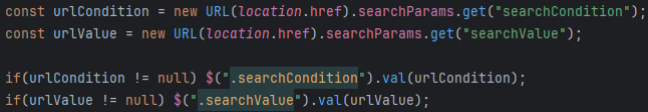 const urlCondition = new URL(location.href).searchParams.get("searchCondition");
const urlValue = new URL(location.href).searchParams.get("searchValue");
if(urlCondition != null) $(".searchCondition").val(urlCondition);
if(urlValue != null) $(".searchValue").val(urlValue);